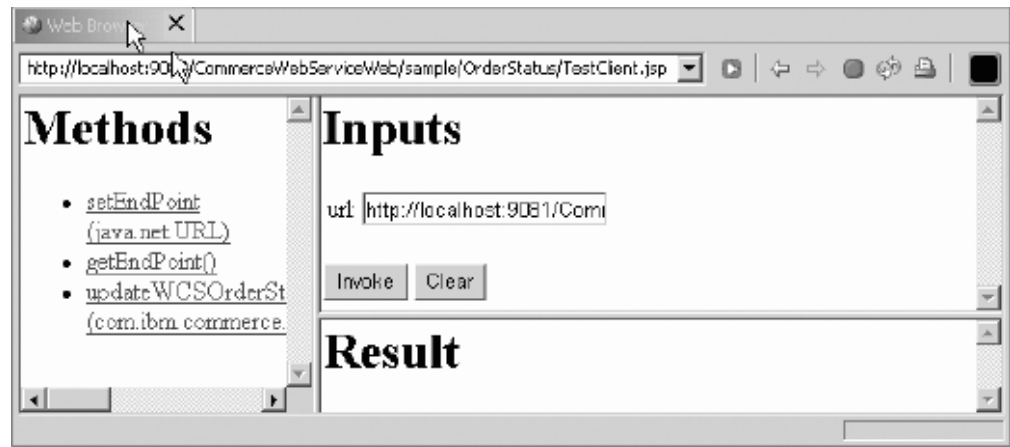 Web Brow
http://localhost:90 /CommerceWebServiceWeb/sample/OrderStatus/TestClient.jsp
Methods
setEndPoint
(java.net.URL)
getEndPoint()
updateWCSOrderSt
(com.ibm.commerce.
Inputs
url: http://localhost:9081/Com
Invoke Clear
Result